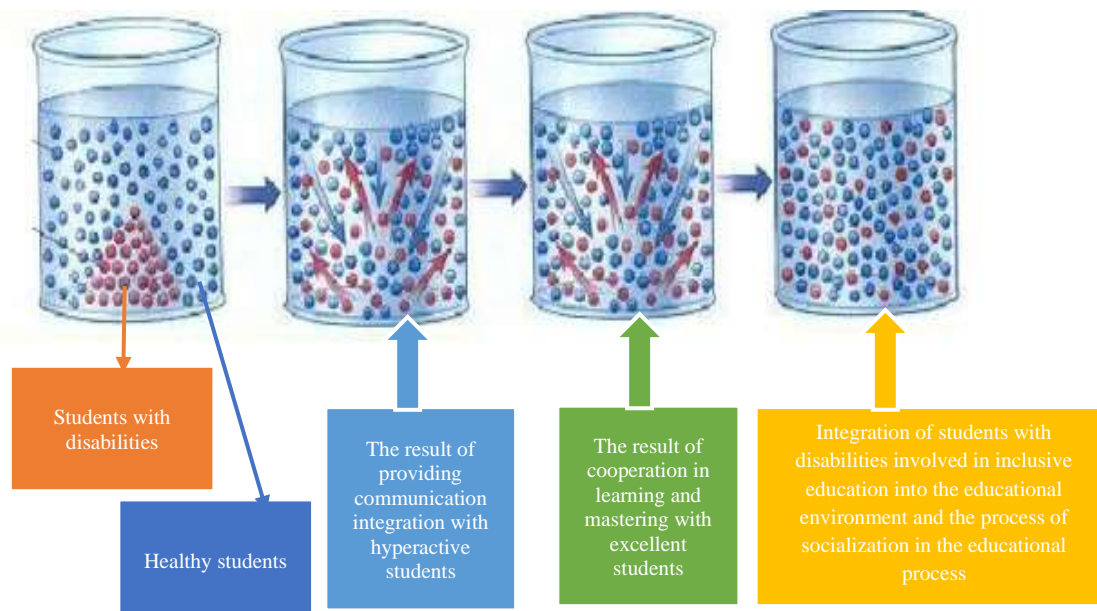 Students with
disabilities
Healthy students
The result of
providing
communication
integration with
hyperactive
students
The result of
cooperation in
learning and
mastering with
excellent
students
Integration of students with
disabilities involved in inclusive
education into the educational
environment and the process of
socialization in the educational
process